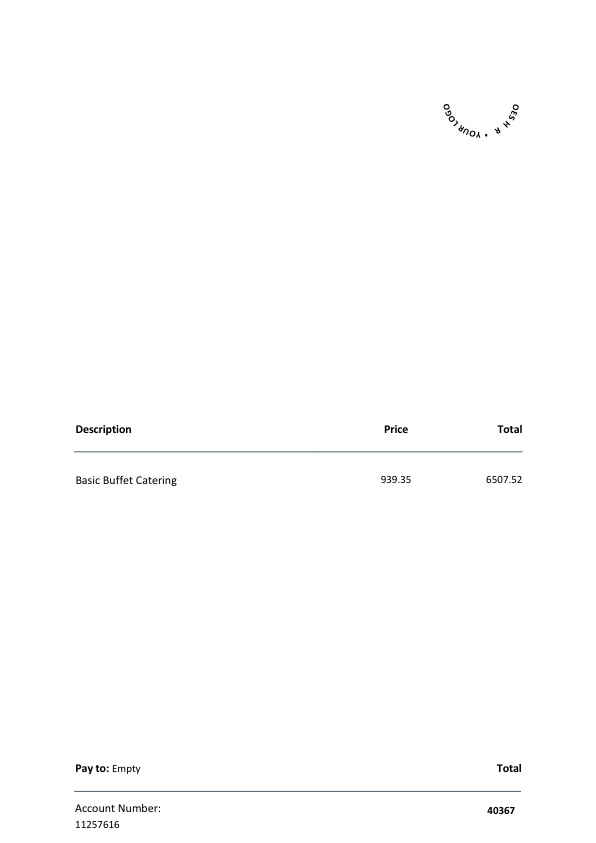 YOUR LOGO • R H OES
Description Price Total
Basic Buffet Catering 939.35 6507.52
Pay to: Empty Total
Account Number: 40367
11257616